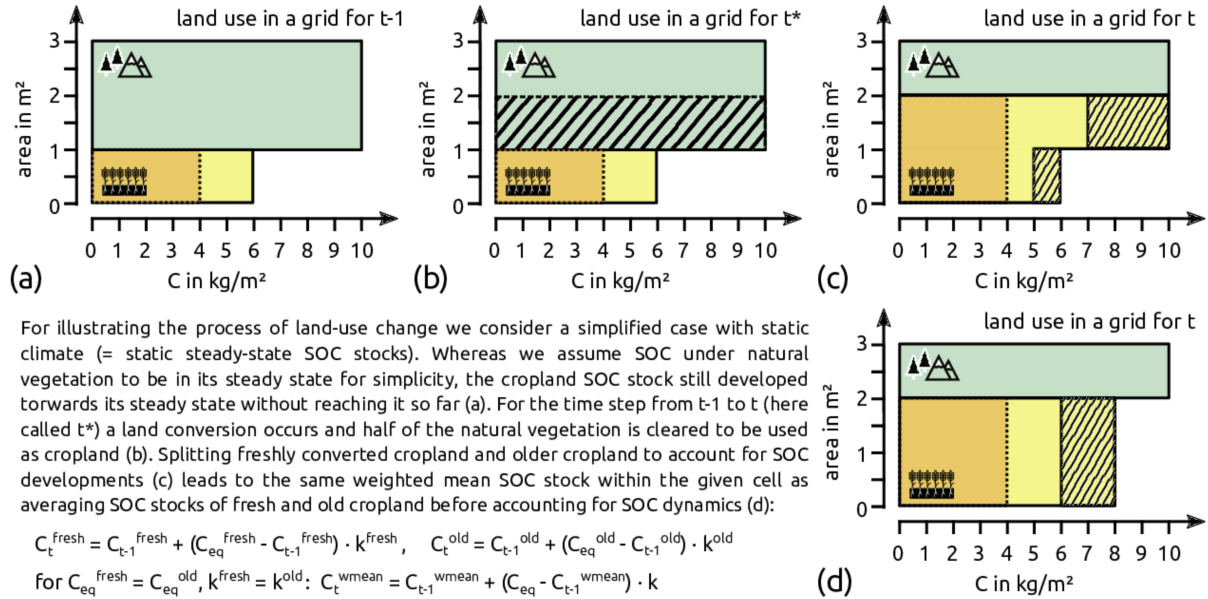 land use in a grid for t-1
area in m²
3
2
1
0
0 1 2 3 4 5 6 7 8 9 10
(a)
C in kg/m²
land use in a grid for t*
area in m²
3
2
1
0
0 1 2 3 4 5 6 7 8 9 10
(b)
C in kg/m²
land use in a grid for t
area in m²
3
2
1
0
0 1 2 3 4 5 6 7 8 9 10
(c)
C in kg/m²
For illustrating the process of land-use change we consider a simplified case with static
climate (= static steady-state SOC stocks). Whereas we assume SOC under natural
vegetation to be in its steady state for simplicity, the cropland SOC stock still developed
torwards its steady state without reaching it so far (a). For the time step from t-1 to t (here
called t*) a land conversion occurs and half of the natural vegetation is cleared to be used
as cropland (b). Splitting freshly converted cropland and older cropland to account for SOC
developments (c) leads to the same weighted mean SOC stock within the given cell as
averaging SOC stocks of fresh and old cropland before accounting for SOC dynamics (d):
C_t^fresh = C_t-1^fresh + (C_eq^fresh - C_t-1^fresh) · k^fresh , C_t^old = C_t-1^old + (C_eq^old - C_t-1^old) · k^old
for C_eq^fresh = C_eq^old, k^fresh = k^old: C_t^wmean = C_t-1^wmean + (C_eq - C_t-1^wmean) · k
land use in a grid for t
area in m²
3
2
1
0
0 1 2 3 4 5 6 7 8 9 10
(d)
C in kg/m²